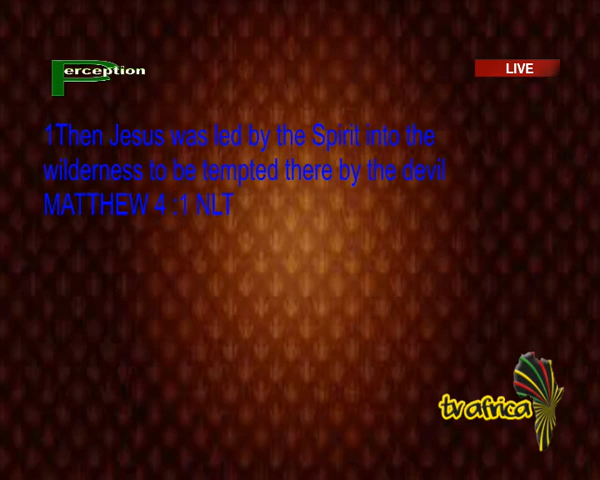 Perception
LIVE
1Then Jesus was led by the Spirit into the
wilderness to be tempted there by the devil
MATTHEW 4 :1 NLT
tv africa